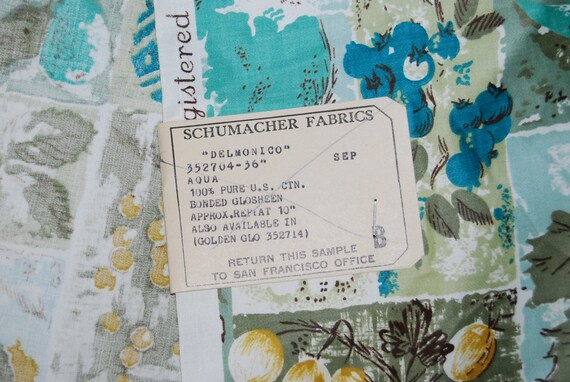 gistered
SCHUMACHER FABRICS
"DELMONICO" SEP
352704-36"
AQUA
100% PURE U.S. CTN.
BONDED GLOSHEEN
APPROX.REPEAT 10"
ALSO AVAILABLE IN
(GOLDEN GLO 352714)
B
RETURN THIS SAMPLE
TO SAN FRANCISCO OFFICE